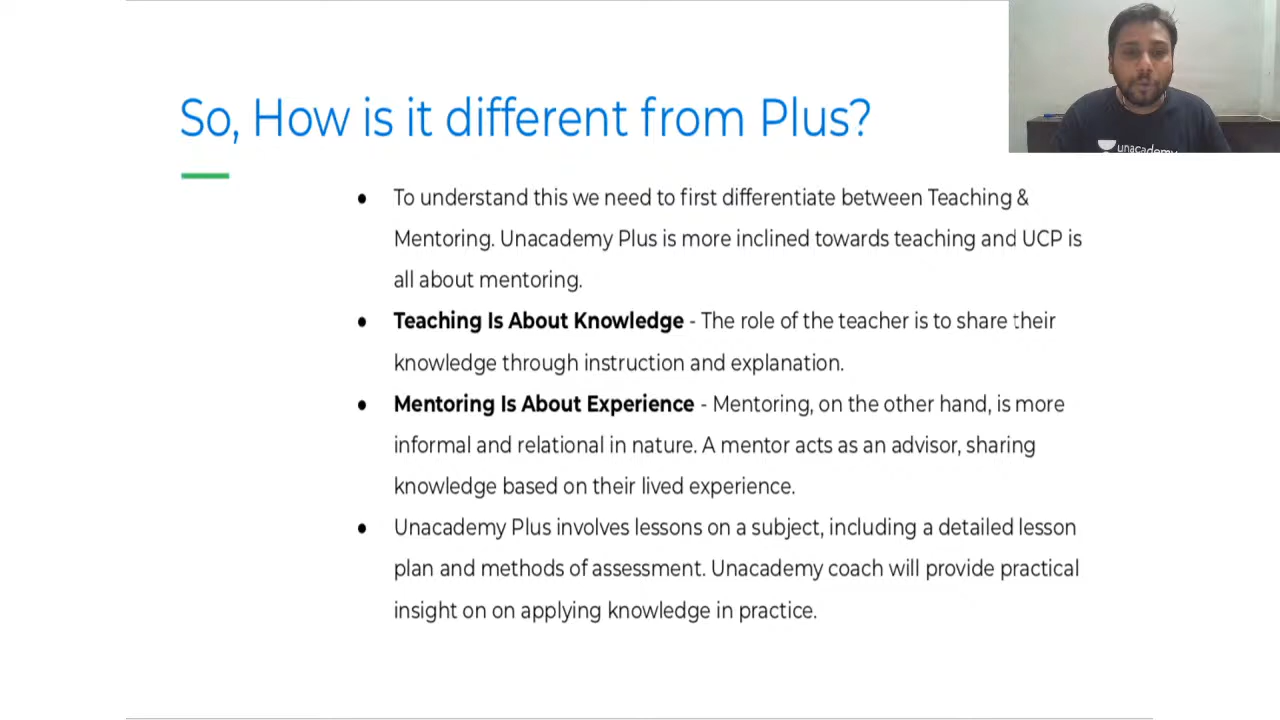 So, How is it different from Plus?
unacademy
● To understand this we need to first differentiate between Teaching &
Mentoring. Unacademy Plus is more inclined towards teaching and UCP is
all about mentoring.
● Teaching Is About Knowledge - The role of the teacher is to share their
knowledge through instruction and explanation.
● Mentoring Is About Experience - Mentoring, on the other hand, is more
informal and relational in nature. A mentor acts as an advisor, sharing
knowledge based on their lived experience.
● Unacademy Plus involves lessons on a subject, including a detailed lesson
plan and methods of assessment. Unacademy coach will provide practical
insight on on applying knowledge in practice.